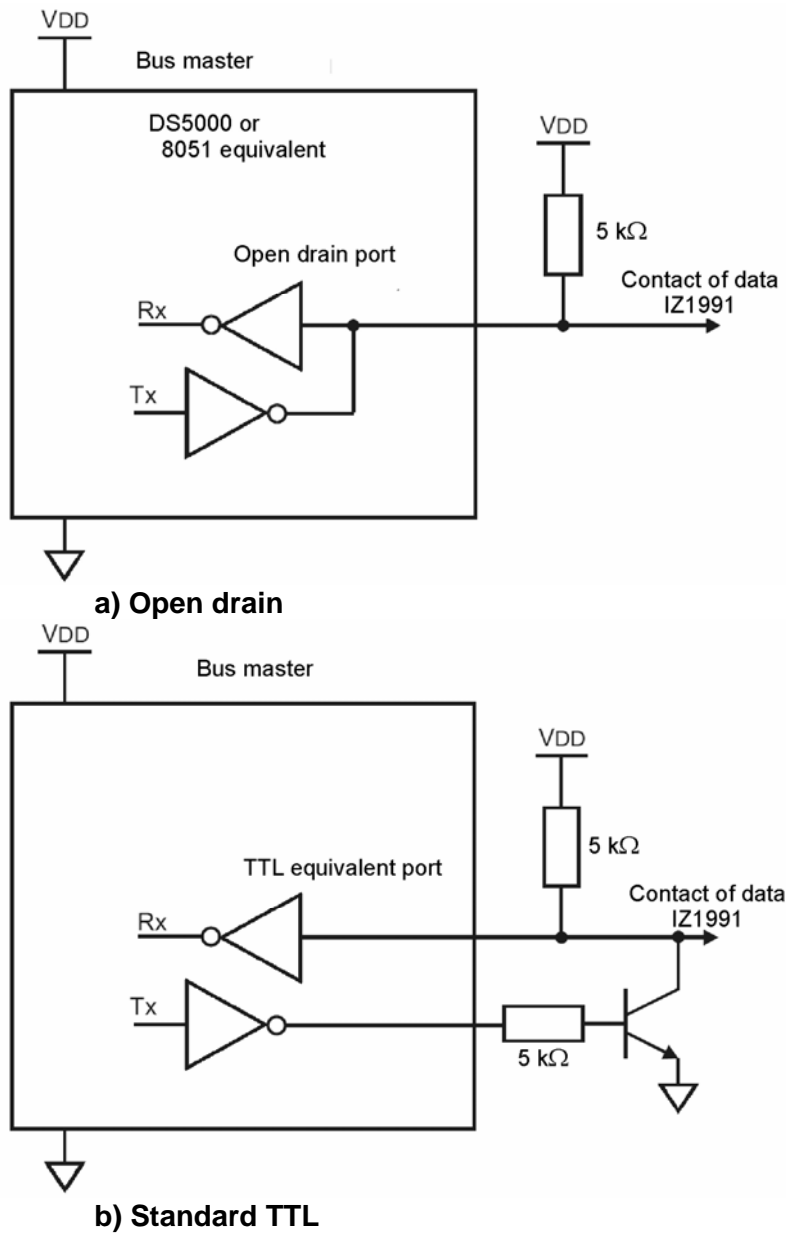 VDD
Bus master
DS5000 or
8051 equivalent
VDD
5 kΩ
Open drain port
Contact of data
IZ1991
Rx
Tx
a) Open drain
VDD
Bus master
VDD
5 kΩ
TTL equivalent port
Contact of data
IZ1991
Rx
Tx
5 kΩ
b) Standard TTL